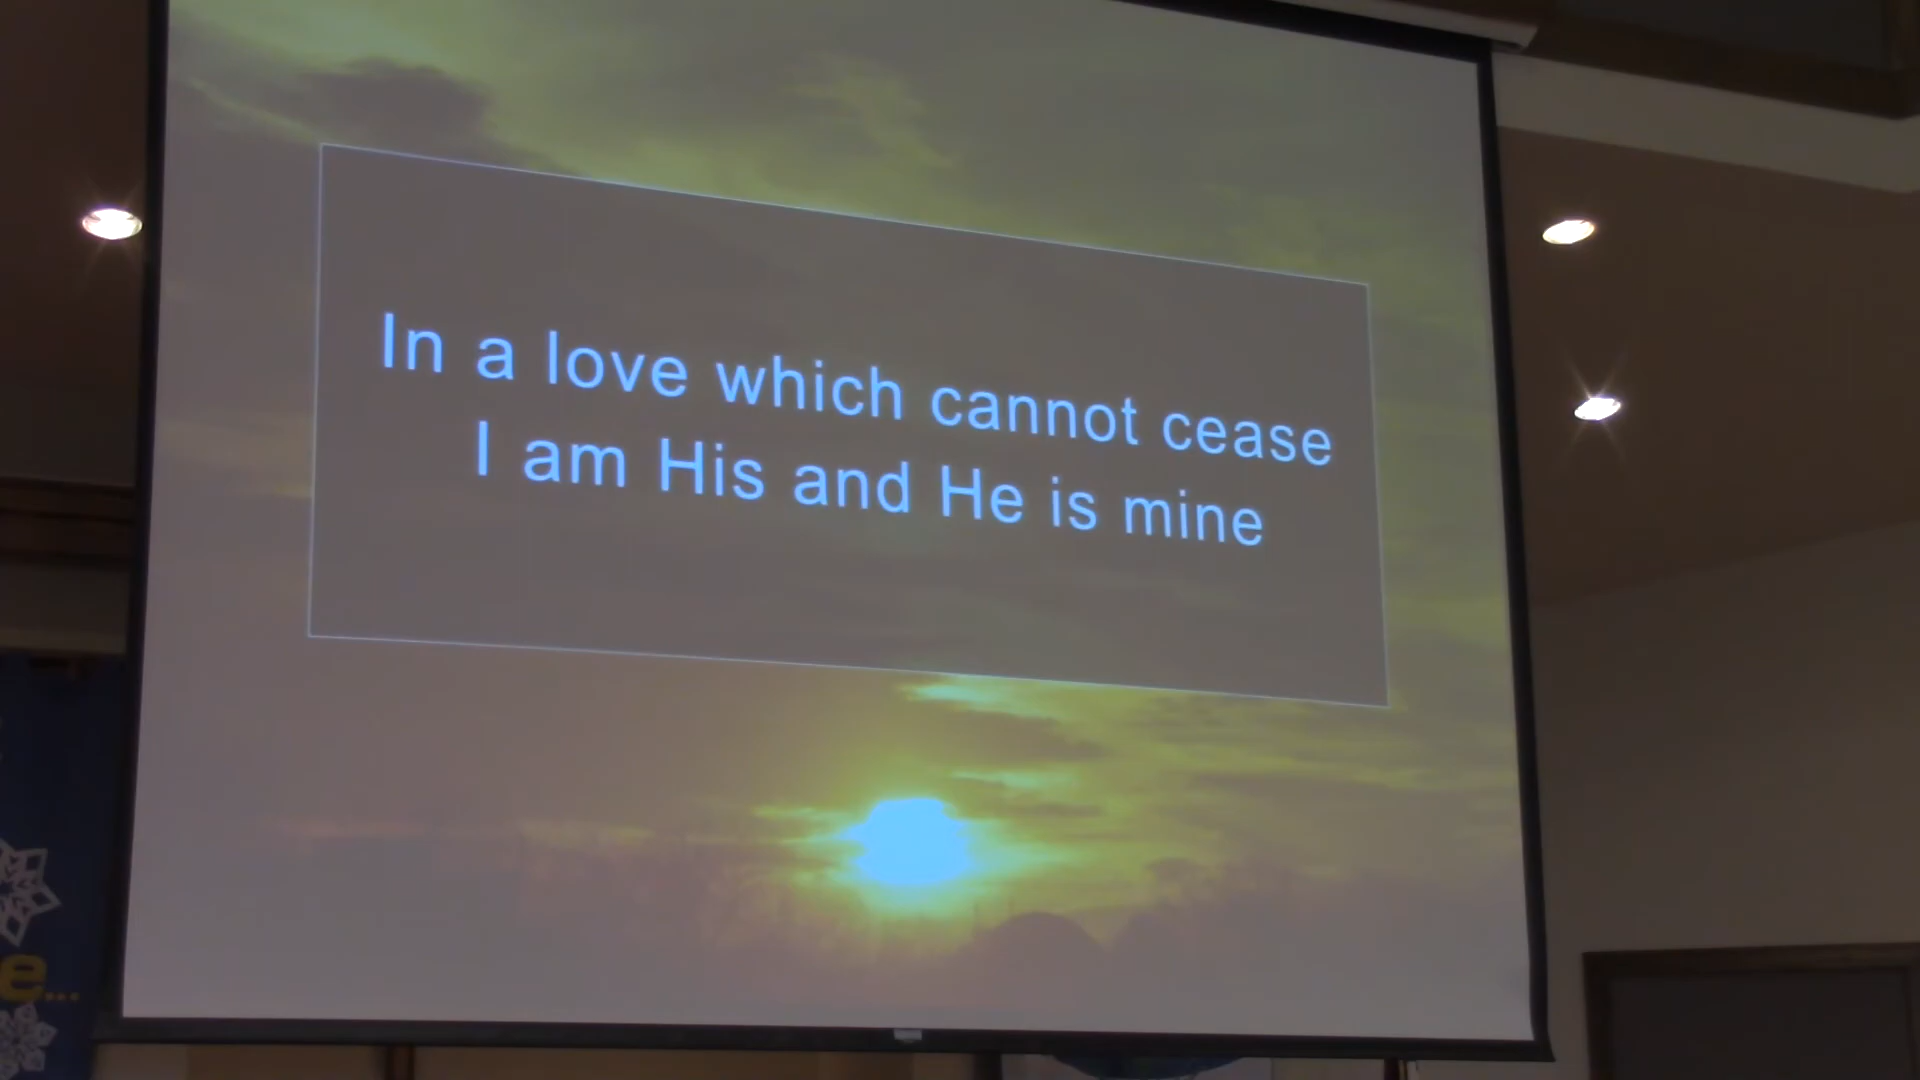 In a love which cannot cease
I am His and He is mine
e...